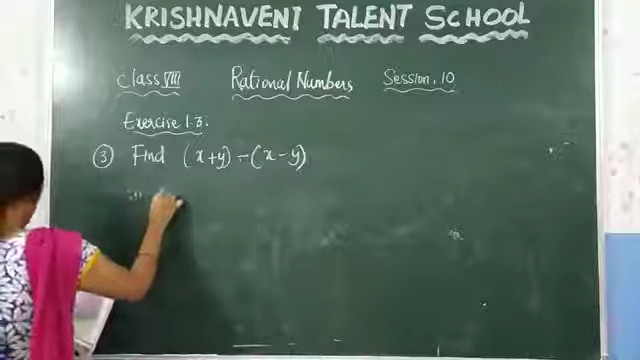 KRISHNAVENI TALENT SCHOOL
Class VIII Rational Numbers Session. 10
Exercise 1.3.
③ Find (x+y) ÷ (x-y)